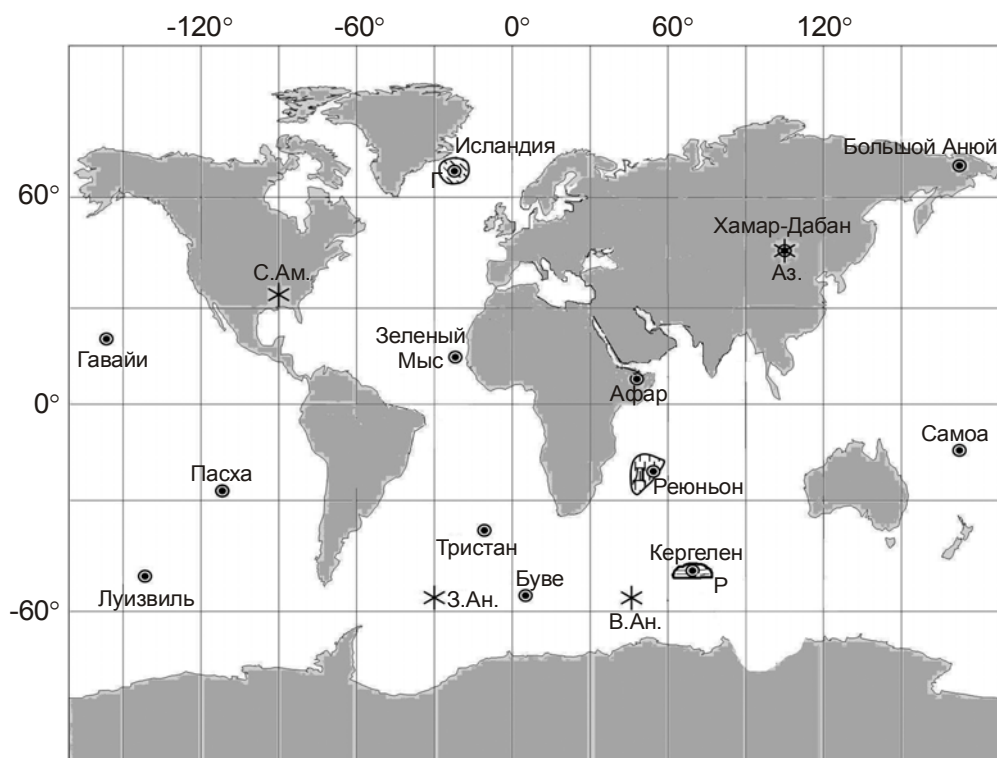 -120° -60° 0° 60° 120°
Исландия
Большой Анюй
Г
60°
Хамар-Дабан
Аз.
С.Ам.
Зеленый
Мыс
Гавайи
Афар
0°
Самоа
Пасха
Реюньон
Тристан
Кергелен
Буве
Р
Луизвиль
З.Ан.
-60°
В.Ан.